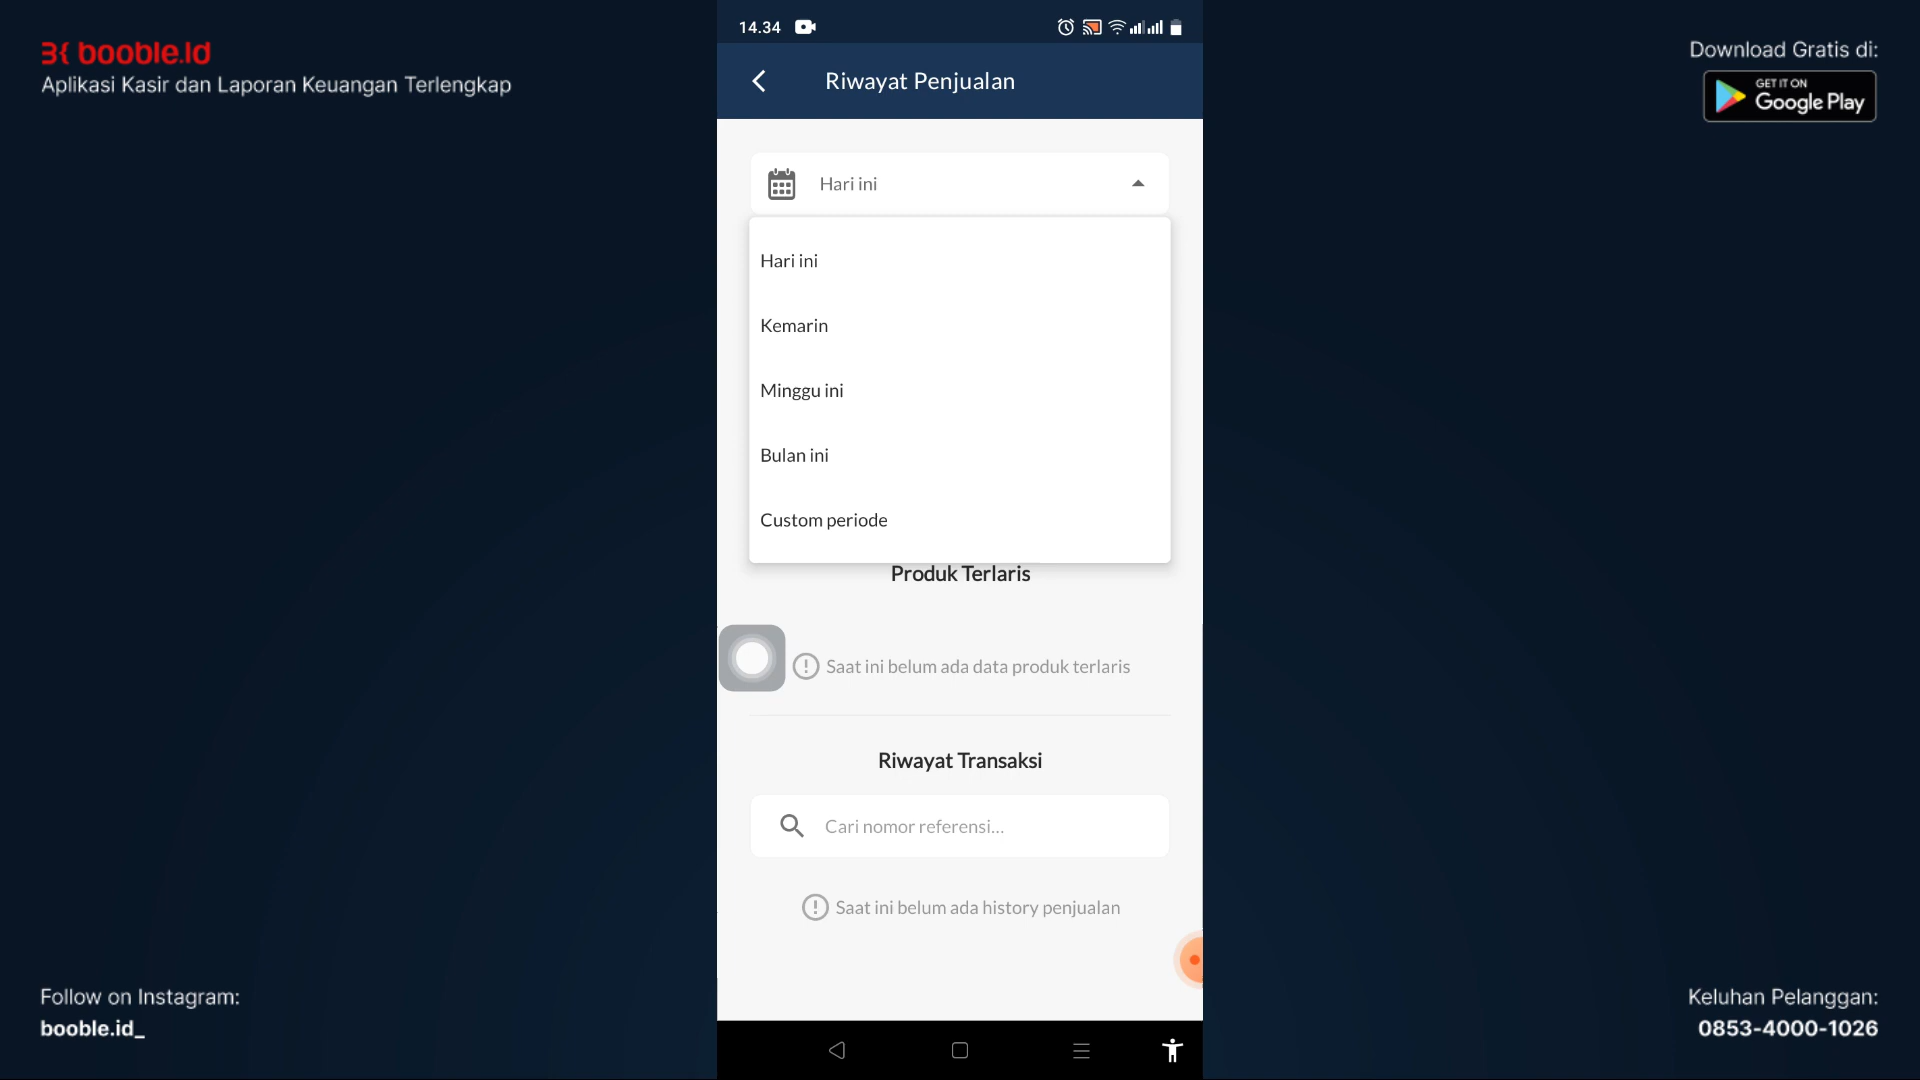 booble.id
Aplikasi Kasir dan Laporan Keuangan Terlengkap
14.34
Riwayat Penjualan
Download Gratis di:
GET IT ON
Google Play
Hari ini
Hari ini
Kemarin
Minggu ini
Bulan ini
Custom periode
Produk Terlaris
Saat ini belum ada data produk terlaris
Riwayat Transaksi
Cari nomor referensi...
Saat ini belum ada history penjualan
Follow on Instagram:
booble.id_
Keluhan Pelanggan:
0853-4000-1026